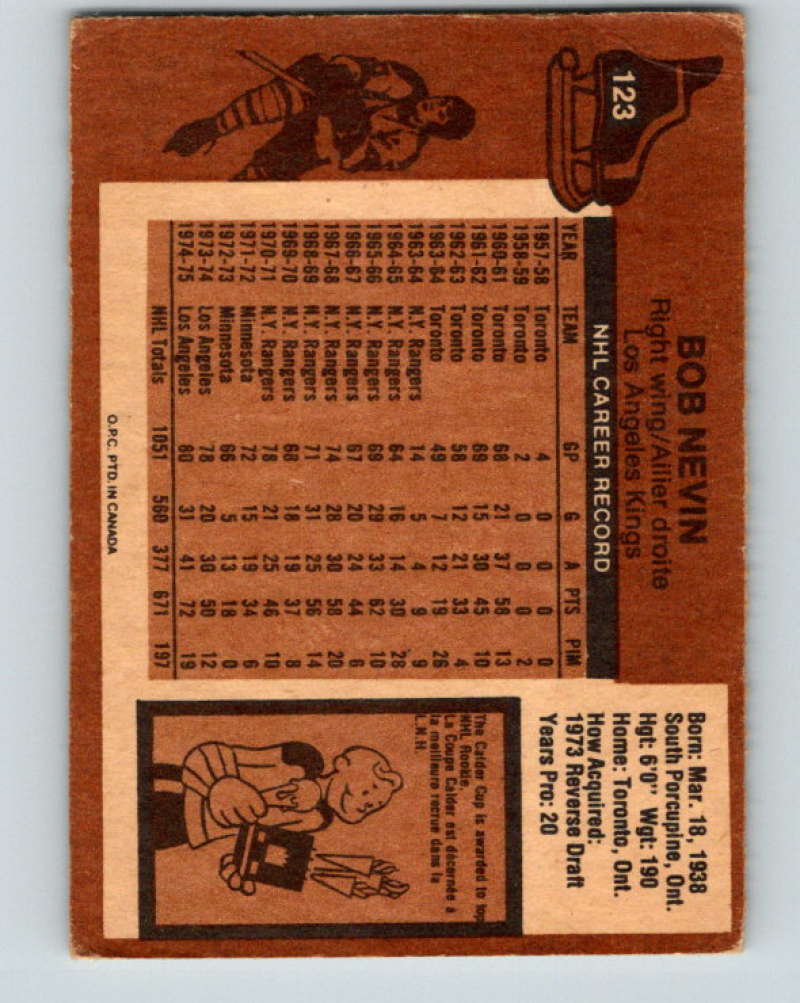 123
BOB NEVIN
Right wing/Ailier droite
Los Angeles Kings
NHL CAREER RECORD
YEAR TEAM GP G A PTS PIM
1957-58 Toronto 4 0 0 0 0
1958-59 Toronto 2 0 0 0 2
1960-61 Toronto 68 21 37 58 13
1961-62 Toronto 69 15 30 45 10
1962-63 Toronto 58 12 21 33 4
1963-64 Toronto 49 7 12 19 26
1963-64 N.Y. Rangers 14 5 4 9 9
1964-65 N.Y. Rangers 64 16 14 30 28
1965-66 N.Y. Rangers 69 29 33 62 10
1966-67 N.Y. Rangers 67 20 24 44 6
1967-68 N.Y. Rangers 74 28 30 58 20
1968-69 N.Y. Rangers 71 31 25 56 14
1969-70 N.Y. Rangers 68 18 19 37 8
1970-71 N.Y. Rangers 78 21 25 46 10
1971-72 Minnesota 72 15 19 34 6
1972-73 Minnesota 66 5 13 18 0
1973-74 Los Angeles 78 20 30 50 12
1974-75 Los Angeles 80 31 41 72 19
NHL Totals 1051 560 377 671 197
O.P.C. PTD. IN CANADA
Born: Mar. 18, 1938
South Porcupine, Ont.
Hgt: 6'0" Wgt: 190
Home: Toronto, Ont.
How Acquired:
1973 Reverse Draft
Years Pro: 20
The Calder Cup is awarded to top
NHL Rookie.
La Coupe Calder est décernée à
la meilleure recrue dans la
L.N.H.